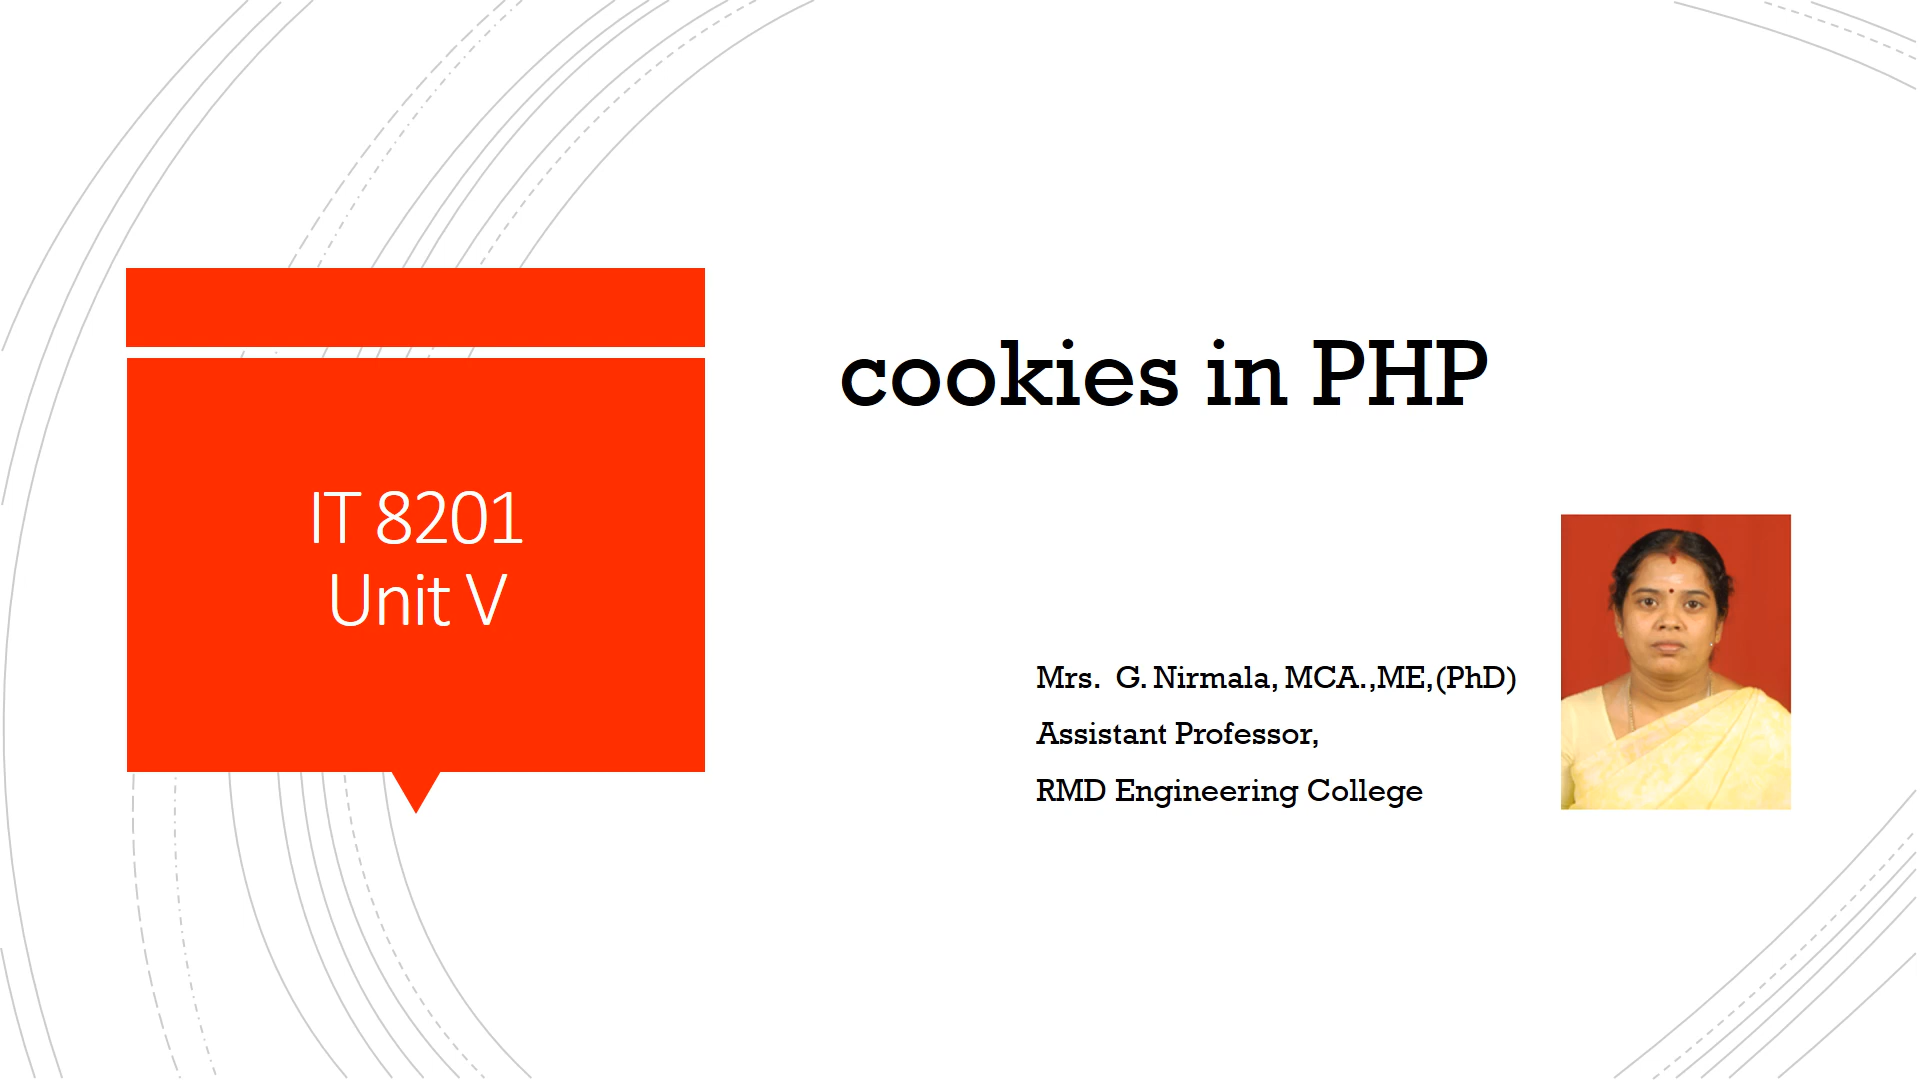 IT 8201
Unit V
cookies in PHP
Mrs. G. Nirmala, MCA.,ME,(PhD)
Assistant Professor,
RMD Engineering College